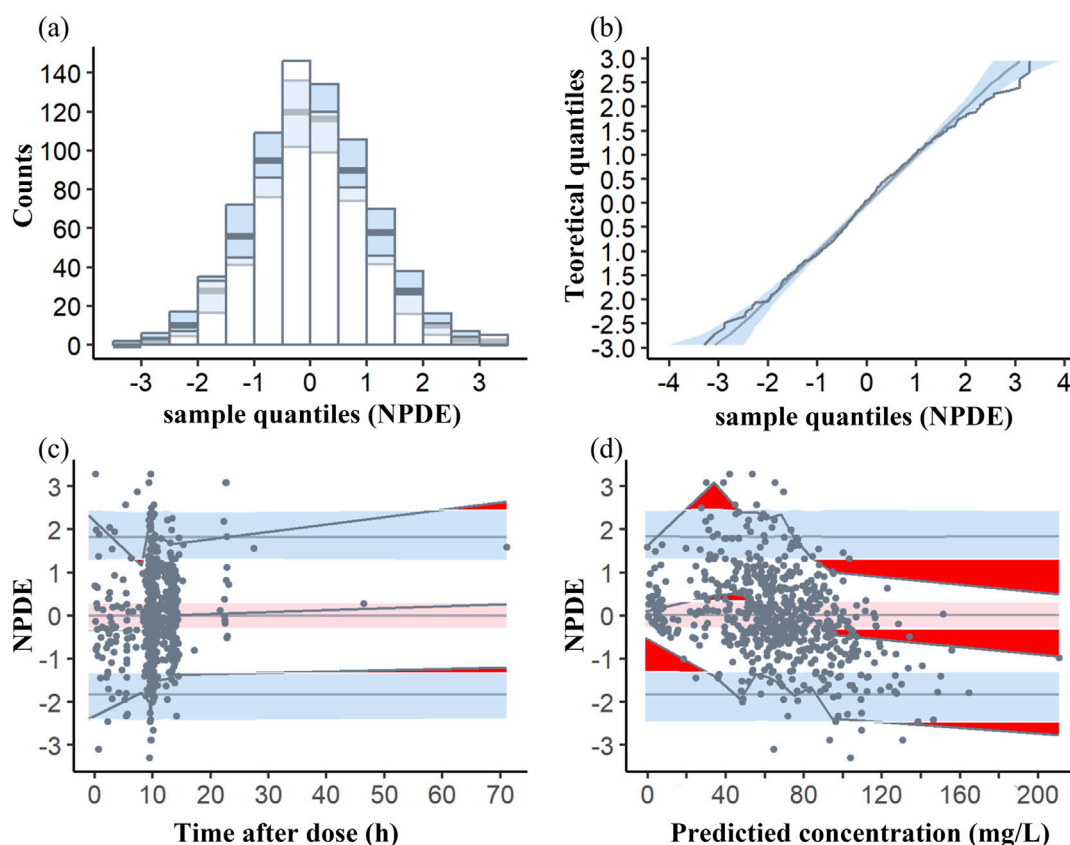 (a)
Counts
140
120
100
80
60
40
20
0
-3 -2 -1 0 1 2 3
sample quantiles (NPDE)
(b)
Teoretical quantiles
3.0
2.5
2.0
1.5
1.0
0.5
0.0
0.5
1.0
1.5
2.0
-2.5
-3.0
-4 -3 -2 -1 0 1 2 3 4
sample quantiles (NPDE)
(c)
NPDE
3
2
1
0
-1
-2
-3
0 10 20 30 40 50 60 70
Time after dose (h)
(d)
NPDE
3
2
1
0
-1
-2
-3
0 40 80 120 160 200
Predictied concentration (mg/L)